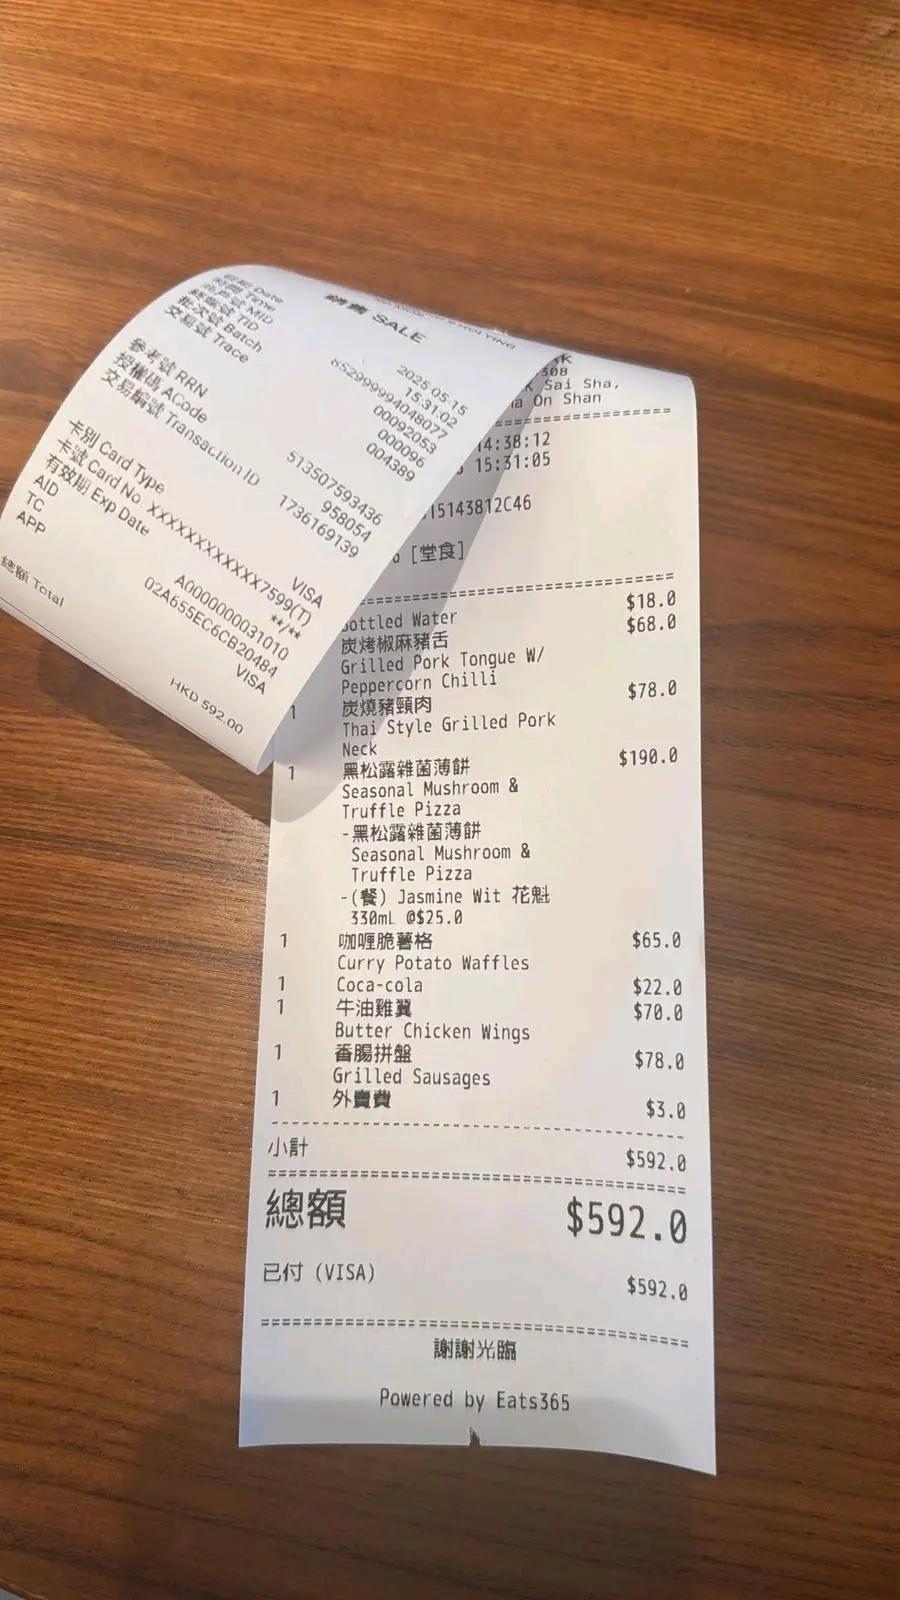 銷售 SALE
日期 Date 2025.05.15
時間 Time 15:31:02
商戶號 MID 852999994048077
終端號 TID 00092053
批次號 Batch 000096
交易號 Trace 004389
參考號 RRN 513507593436
授權碼 ACode 958054
交易編號 Transaction ID 1736169139
卡別 Card Type VISA
卡號 Card No. XXXXXXXXXXXX7599(T)
有效期 Exp Date **/**
AID A0000000031010
TC 02A655EC6CB20484
APP VISA
總額 Total HKD 592.00
308
Sai Sha,
On Shan
14:38:12
15:31:05
15143812C46
[堂食]
Bottled Water $18.0
炭烤椒麻豬舌 $68.0
Grilled Pork Tongue W/
Peppercorn Chilli
1 炭燒豬頸肉 $78.0
Thai Style Grilled Pork
Neck
1 黑松露雜菌薄餅 $190.0
Seasonal Mushroom &
Truffle Pizza
-黑松露雜菌薄餅
Seasonal Mushroom &
Truffle Pizza
-(餐) Jasmine Wit 花魁
330mL @$25.0
1 咖喱脆薯格 $65.0
Curry Potato Waffles
1 Coca-cola $22.0
1 牛油雞翼 $70.0
Butter Chicken Wings
1 香腸拼盤 $78.0
Grilled Sausages
1 外賣費 $3.0
小計 $592.0
總額 $592.0
已付 (VISA) $592.0
謝謝光臨
Powered by Eats365